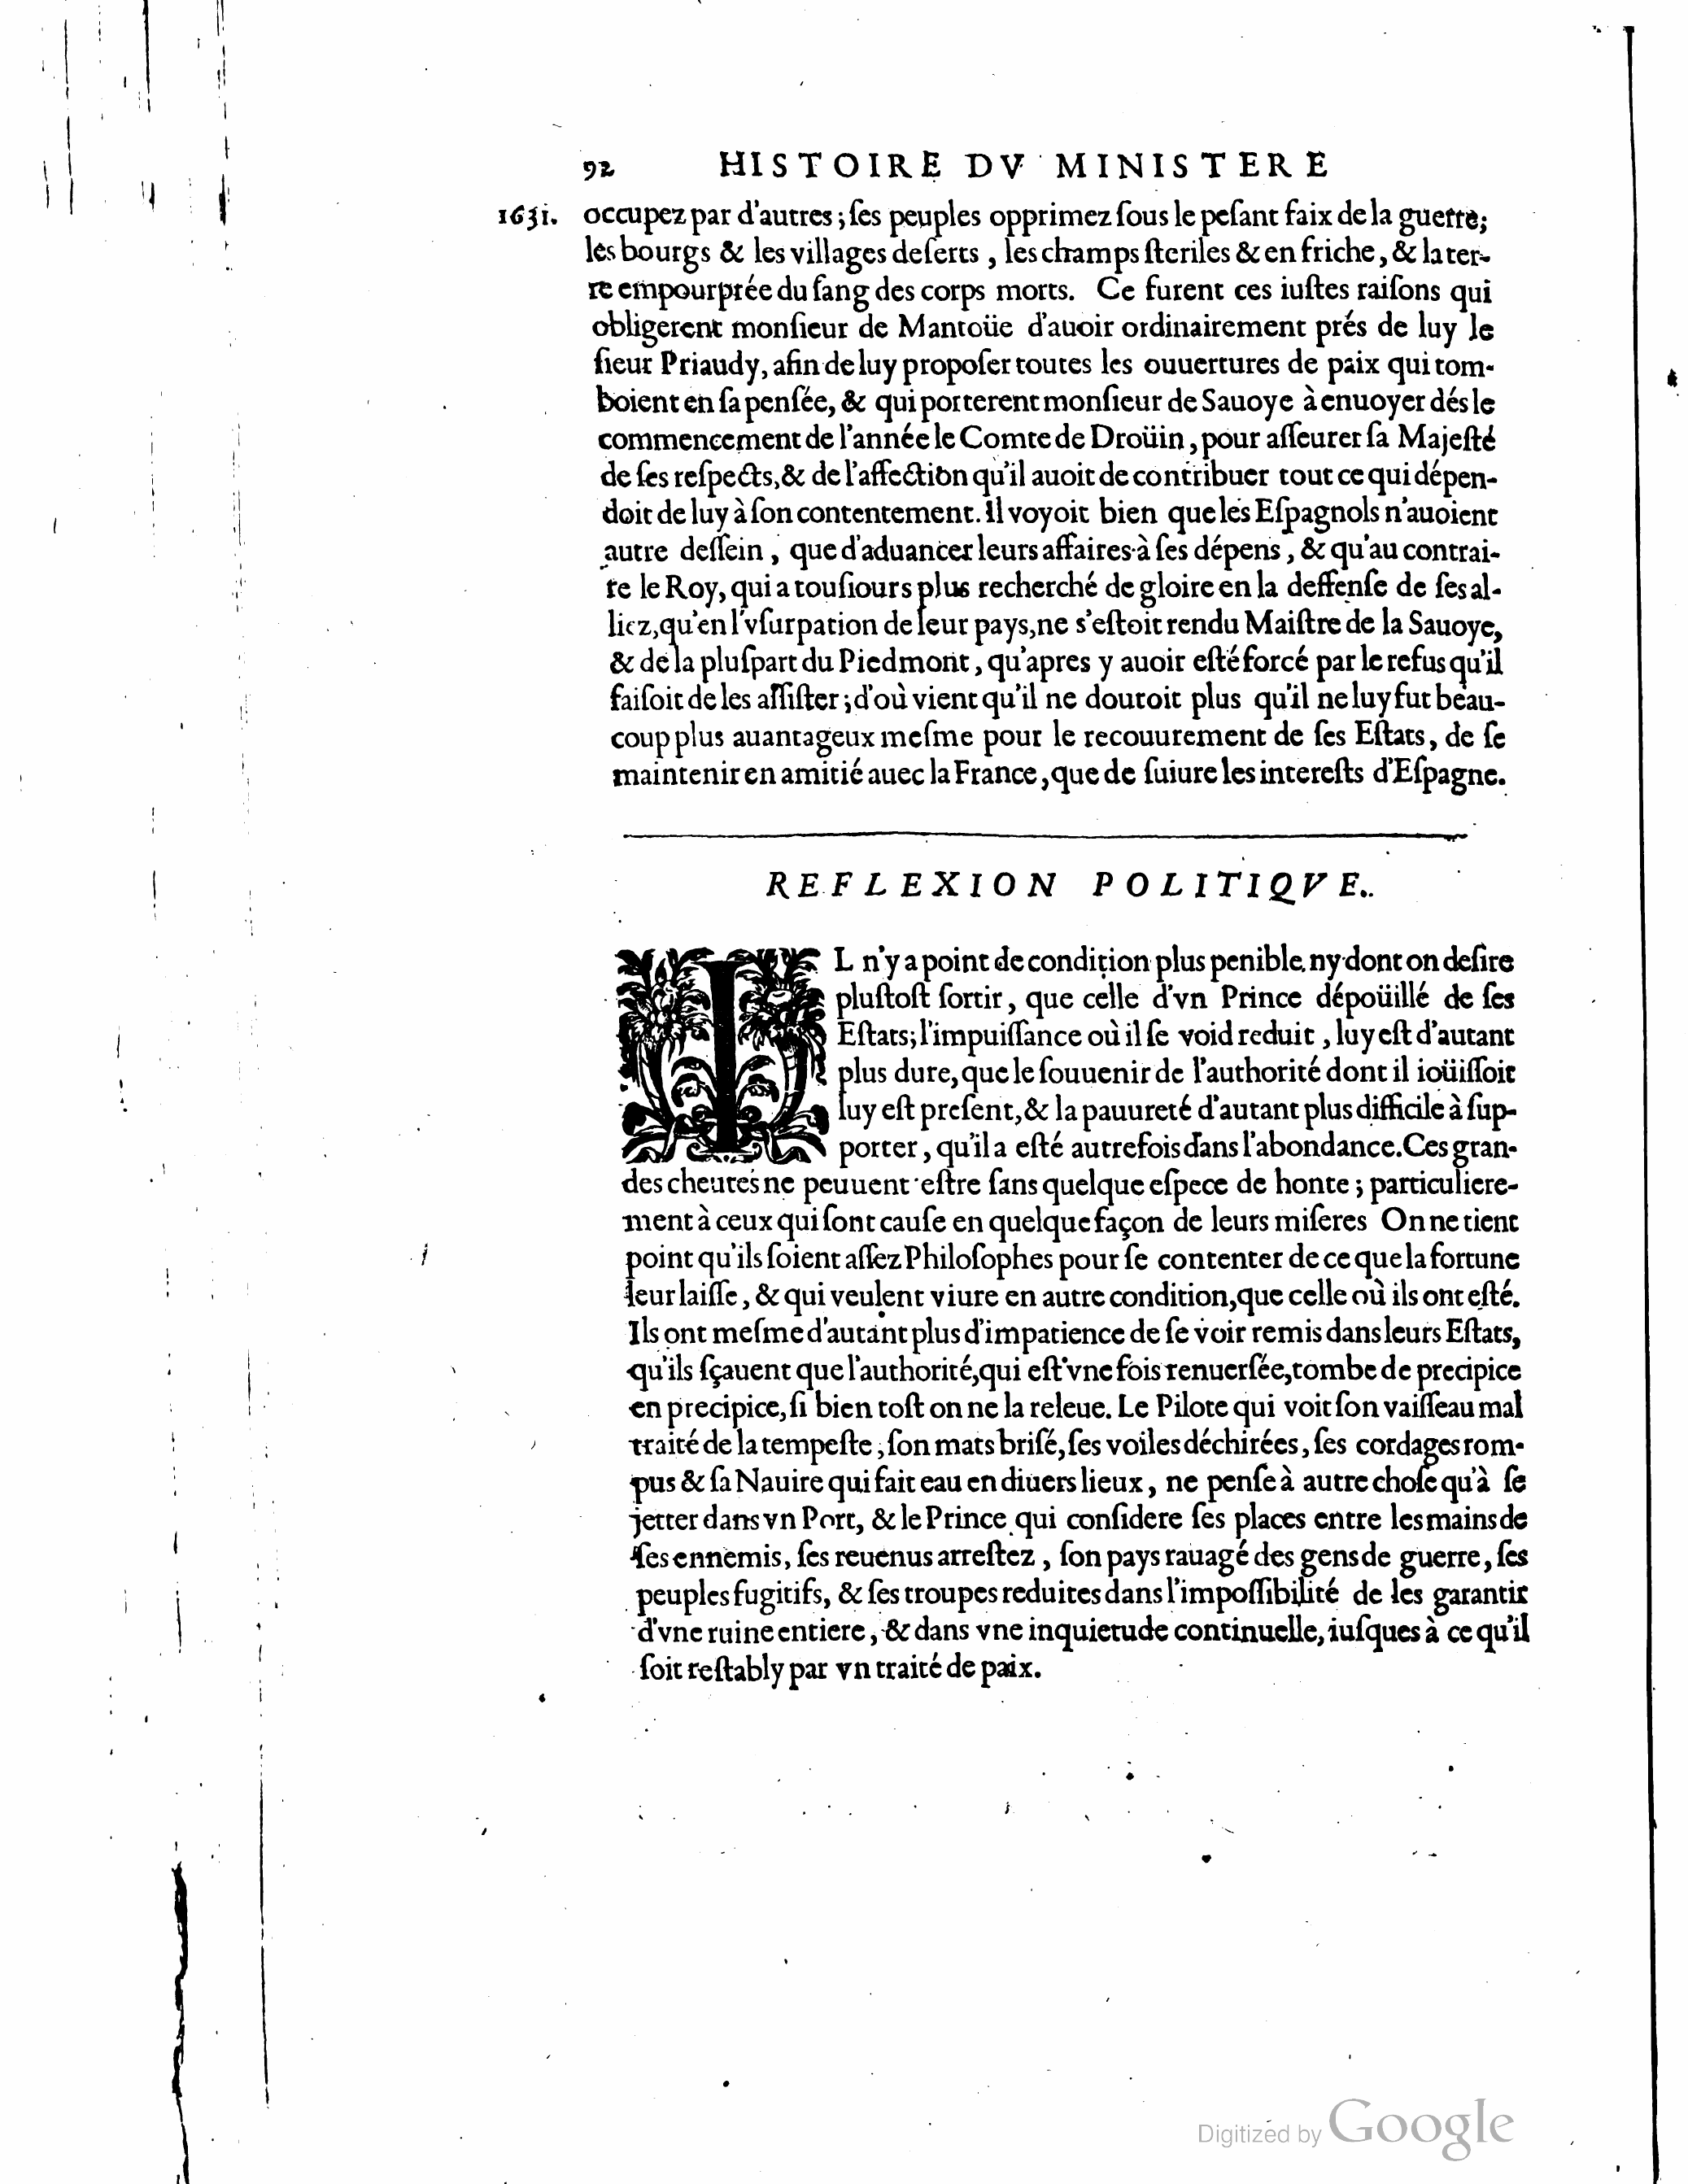 92 HISTOIRE DV MINISTERE
1631. occupez par d'autres; ſes peuples opprimez ſous le peſant faix de la guerre;
les bourgs & les villages deſerts, les champs ſteriles & en friche, & la ter-
re empourprée du ſang des corps morts. Ce furent ces iuſtes raiſons qui
obligerent monſieur de Mantoüe d'auoir ordinairement prés de luy le
ſieur Priaudy, afin de luy propoſer toutes les ouuertures de paix qui tom-
boient en ſa penſée, & qui porterent monſieur de Sauoye à enuoyer dés le
commencement de l'année le Comte de Droüin, pour aſſeurer ſa Majeſté
de ſes reſpects, & de l'affection qu'il auoit de contribuer tout ce qui dépen-
doit de luy à ſon contentement. Il voyoit bien que les Eſpagnols n'auoient
autre deſſein, que d'aduancer leurs affaires à ſes dépens, & qu'au contrai-
re le Roy, qui a touſiours plus recherché de gloire en la deffenſe de ſes al-
liez, qu'en l'vſurpation de leur pays, ne s'eſtoit rendu Maiſtre de la Sauoye,
& de la pluſpart du Piedmont, qu'apres y auoir eſté forcé par le refus qu'il
faiſoit de les aſſiſter; d'où vient qu'il ne doutoit plus qu'il ne luy fut beau-
coup plus auantageux meſme pour le recouurement de ſes Eſtats, de ſe
maintenir en amitié auec la France, que de ſuiure les intereſts d'Eſpagne.
REFLEXION POLITIQVE.
IL n'y a point de condition plus penible, ny dont on deſire
pluſtoſt ſortir, que celle d'vn Prince dépoüillé de ſes
Eſtats; l'impuiſſance où il ſe void reduit, luy eſt d'autant
plus dure, que le ſouuenir de l'authorité dont il ioüiſſoit
luy eſt preſent, & la pauureté d'autant plus difficile à ſup-
porter, qu'il a eſté autrefois dans l'abondance. Ces gran-
des cheutes ne peuuent eſtre ſans quelque eſpece de honte; particuliere-
ment à ceux qui ſont cauſe en quelque façon de leurs miſeres On ne tient
point qu'ils ſoient aſſez Philoſophes pour ſe contenter de ce que la fortune
leur laiſſe, & qui veulent viure en autre condition, que celle où ils ont eſté.
Ils ont meſme d'autant plus d'impatience de ſe voir remis dans leurs Eſtats,
qu'ils ſçauent que l'authorité, qui eſt vne fois renuerſée, tombe de precipice
en precipice, ſi bien toſt on ne la releue. Le Pilote qui voit ſon vaiſſeau mal
traité de la tempeſte, ſon mats briſé, ſes voiles déchirées, ſes cordages rom-
pus & ſa Nauire qui fait eau en diuers lieux, ne penſe à autre choſe qu'à ſe
jetter dans vn Port, & le Prince qui conſidere ſes places entre les mains de
ſes ennemis, ſes reuenus arreſtez, ſon pays rauagé des gens de guerre, ſes
peuples fugitifs, & ſes troupes reduites dans l'impoſſibilité de les garantir
d'vne ruine entiere, & dans vne inquietude continuelle, iuſques à ce qu'il
ſoit reſtably par vn traité de paix.
Digitized by Google